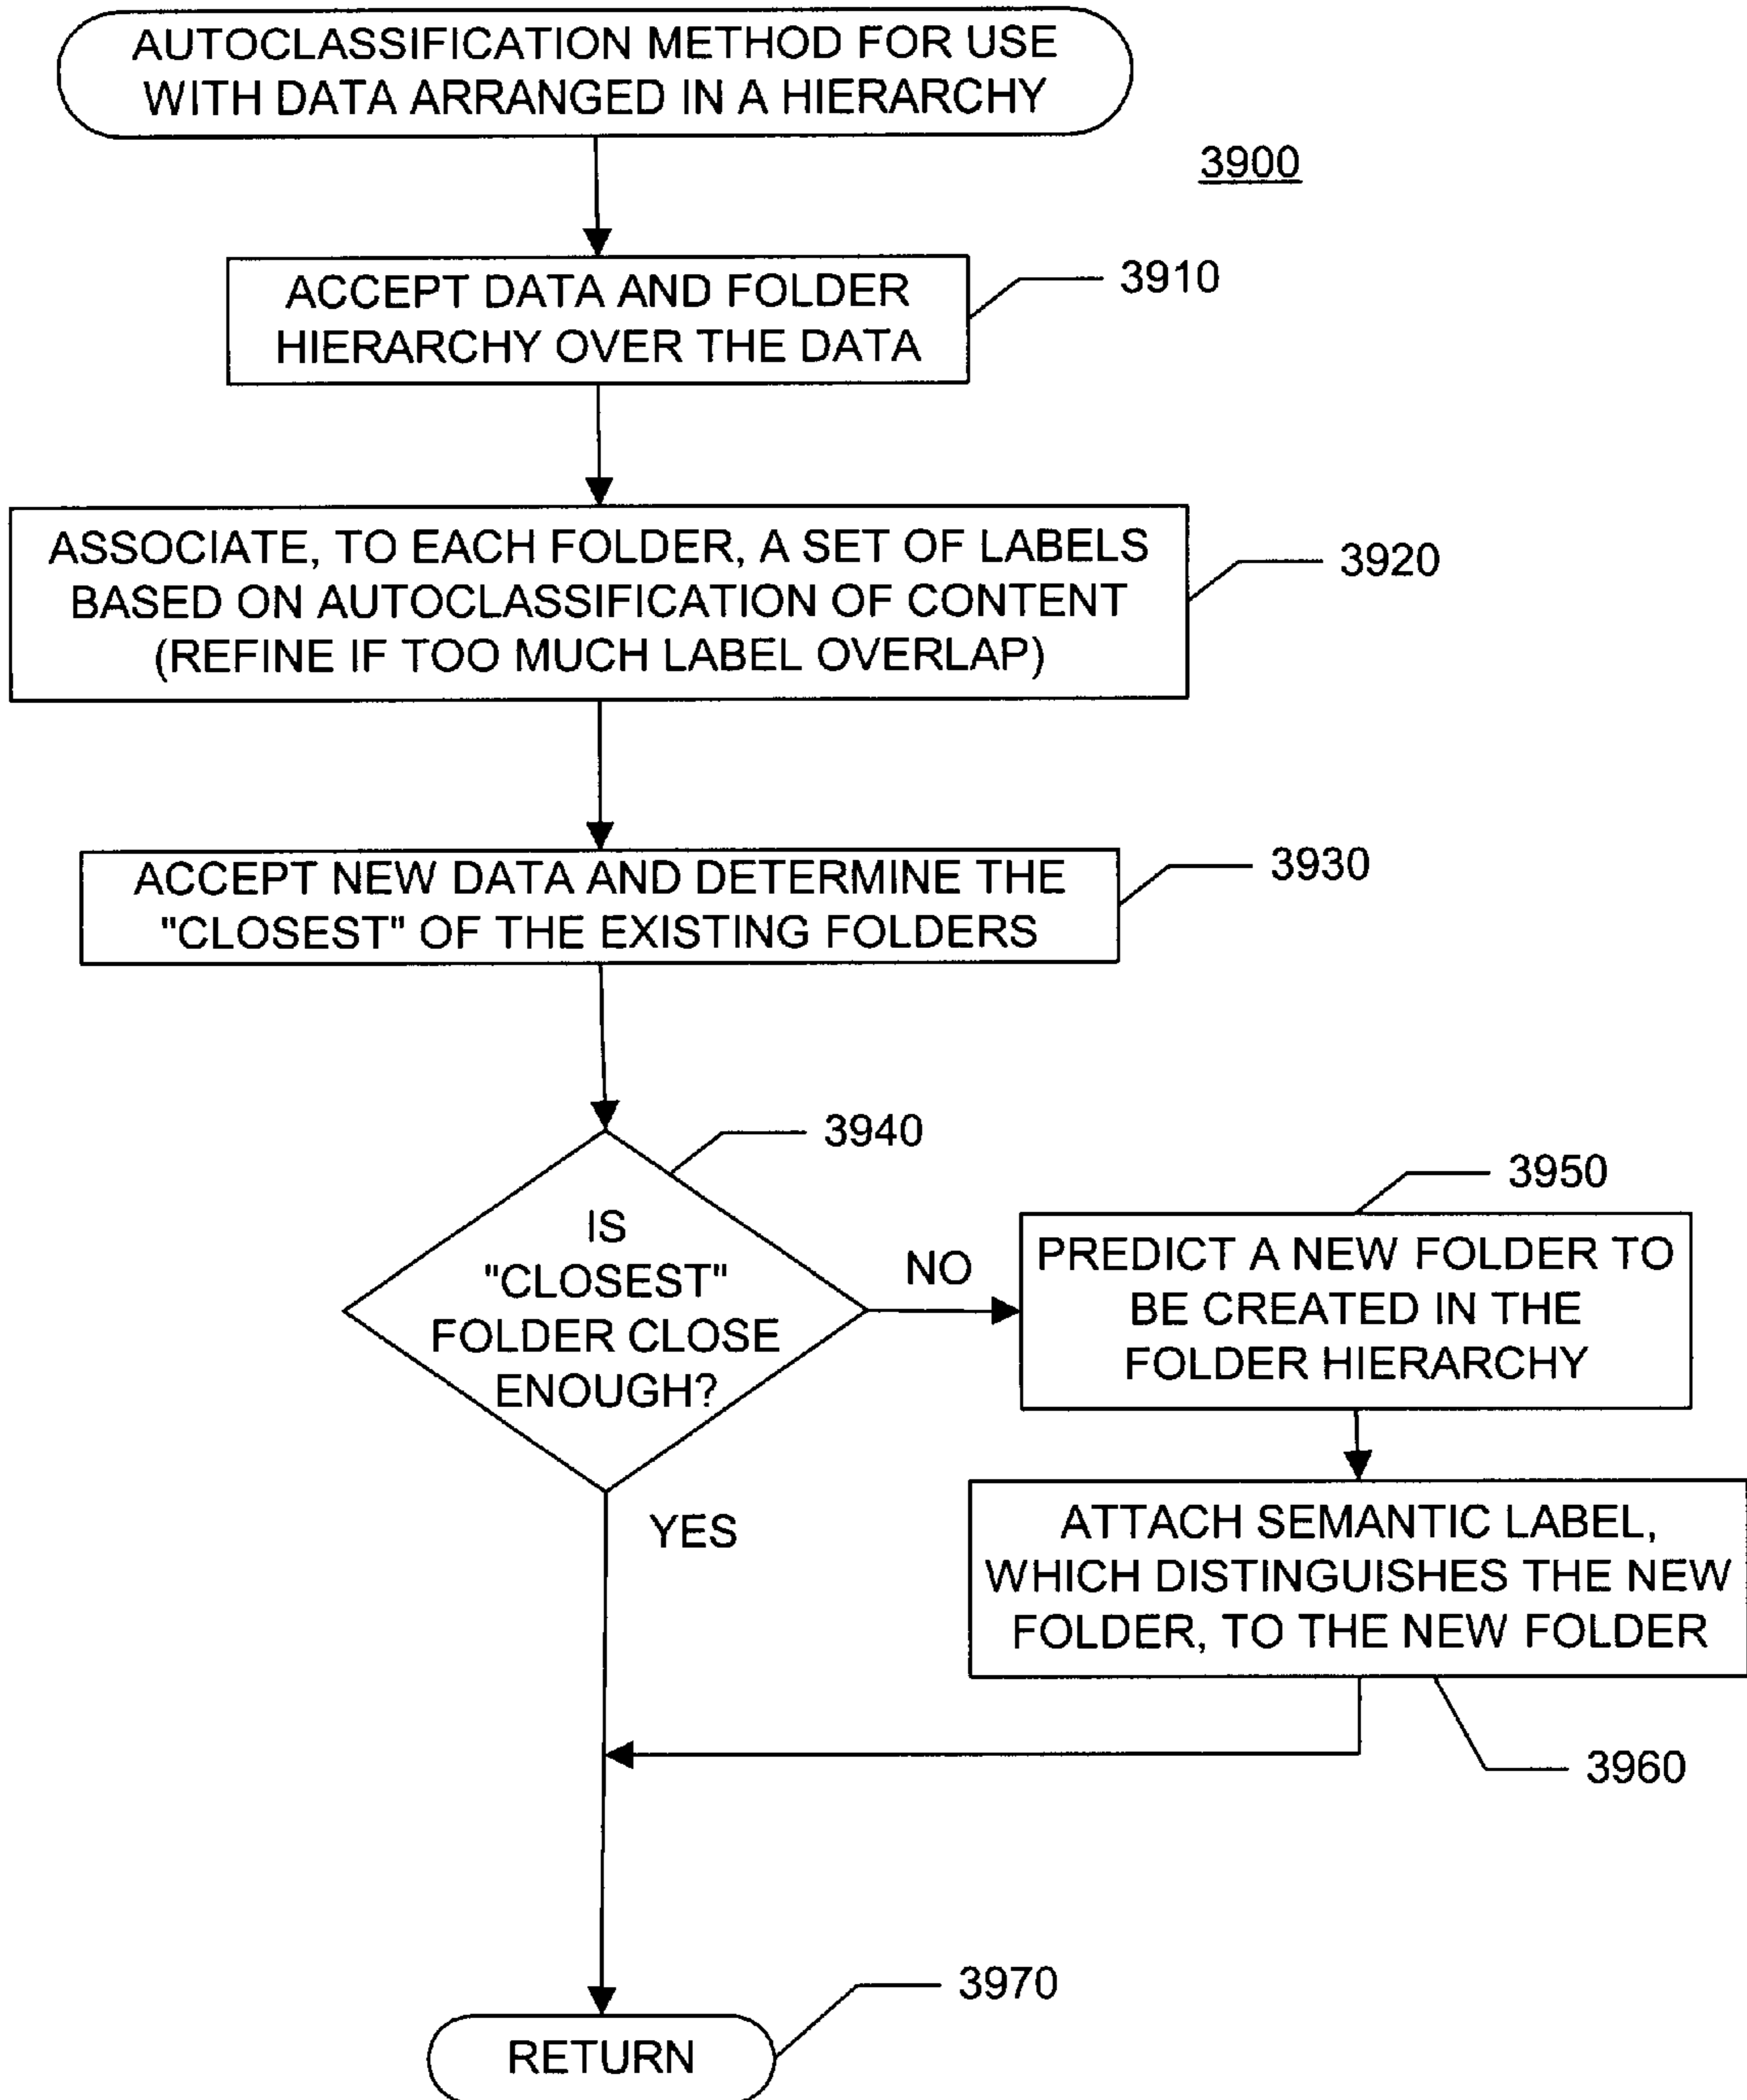 AUTOCLASSIFICATION METHOD FOR USE
WITH DATA ARRANGED IN A HIERARCHY
3900
ACCEPT DATA AND FOLDER
HIERARCHY OVER THE DATA
3910
ASSOCIATE, TO EACH FOLDER, A SET OF LABELS
BASED ON AUTOCLASSIFICATION OF CONTENT
(REFINE IF TOO MUCH LABEL OVERLAP)
3920
ACCEPT NEW DATA AND DETERMINE THE
"CLOSEST" OF THE EXISTING FOLDERS
3930
3940
IS
"CLOSEST"
FOLDER CLOSE
ENOUGH?
NO
YES
3950
PREDICT A NEW FOLDER TO
BE CREATED IN THE
FOLDER HIERARCHY
ATTACH SEMANTIC LABEL,
WHICH DISTINGUISHES THE NEW
FOLDER, TO THE NEW FOLDER
3960
3970
RETURN